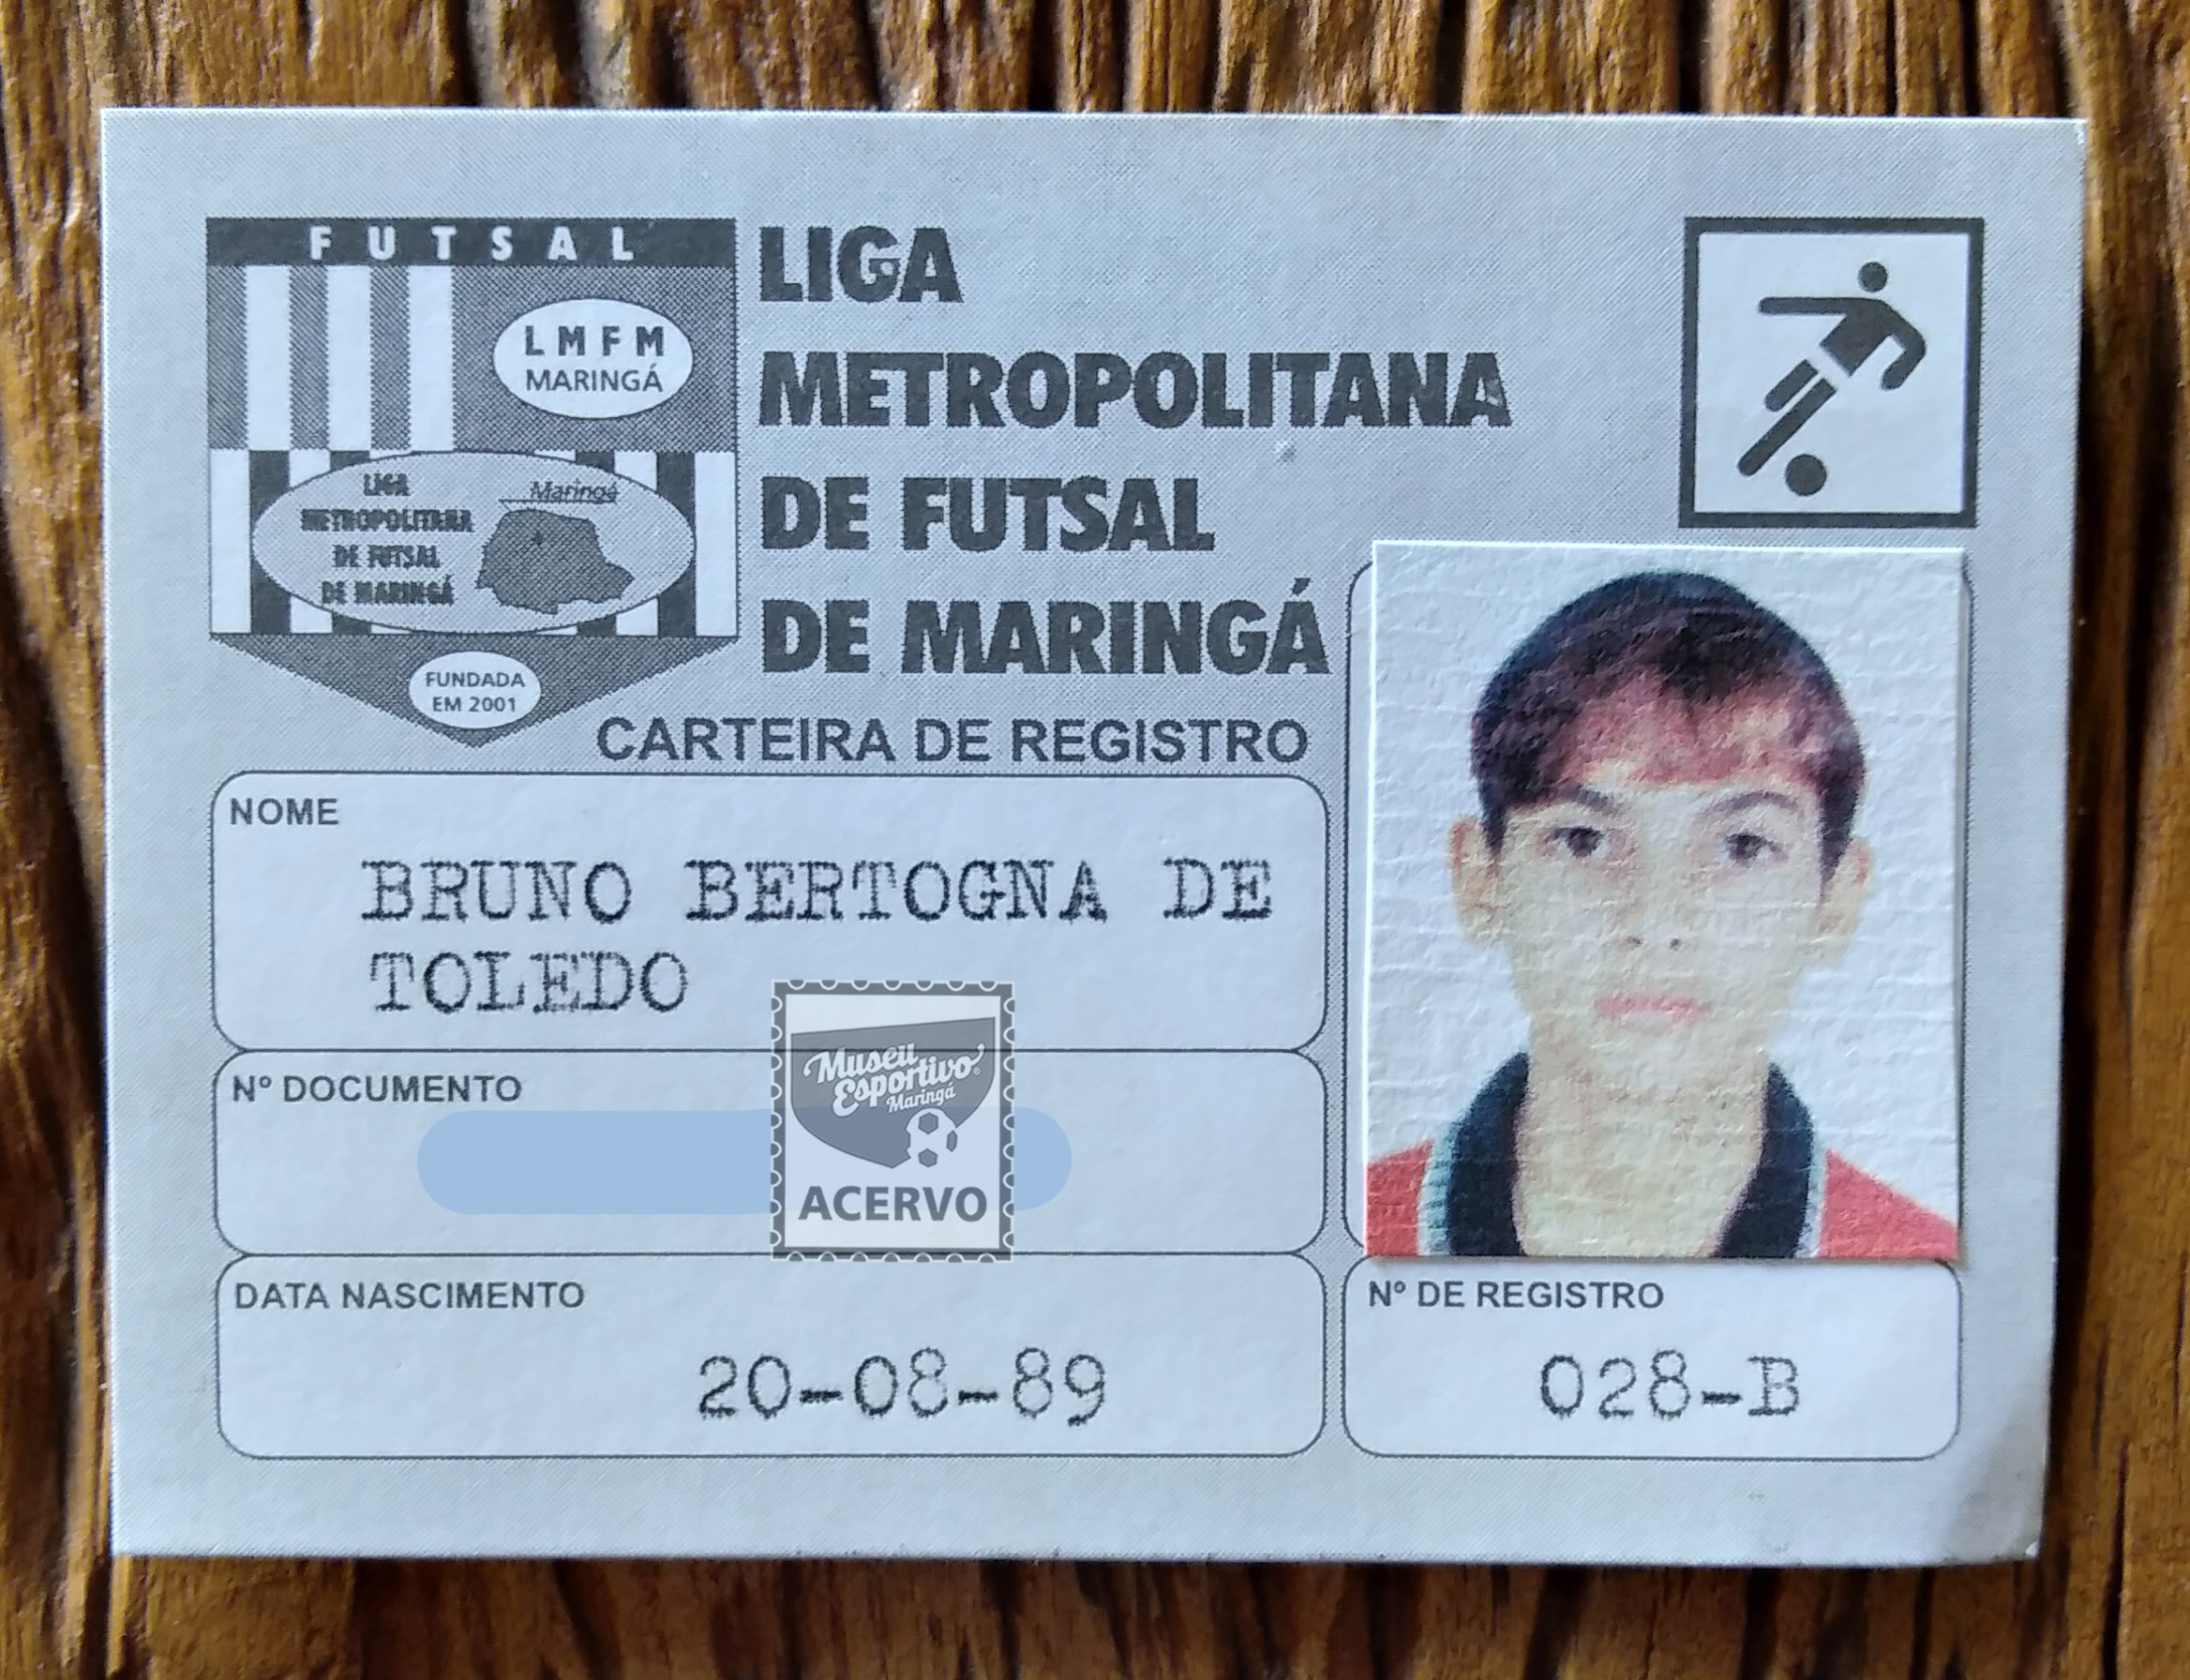 FUTSAL
LMFM
MARINGÁ
LIGA
METROPOLITANA
DE FUTSAL
DE MARINGÁ
Maringá
FUNDADA
EM 2001
LIGA
METROPOLITANA
DE FUTSAL
DE MARINGÁ
CARTEIRA DE REGISTRO
NOME
BRUNO BERTOGNA DE
TOLEDO
Nº DOCUMENTO
Museu
Esportivo®
Maringá
ACERVO
DATA NASCIMENTO
20-08-89
Nº DE REGISTRO
028-B